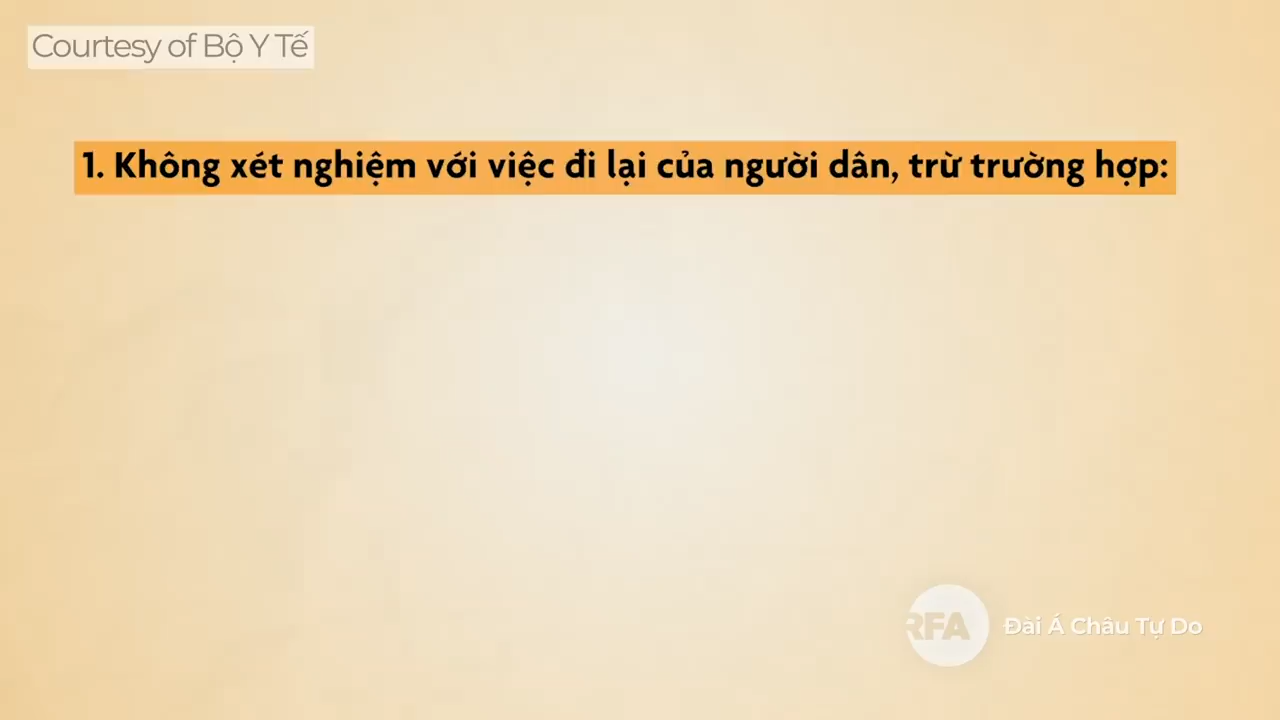 Courtesy of Bộ Y Tế
1. Không xét nghiệm với việc đi lại của người dân, trừ trường hợp:
RFA Đài Á Châu Tự Do